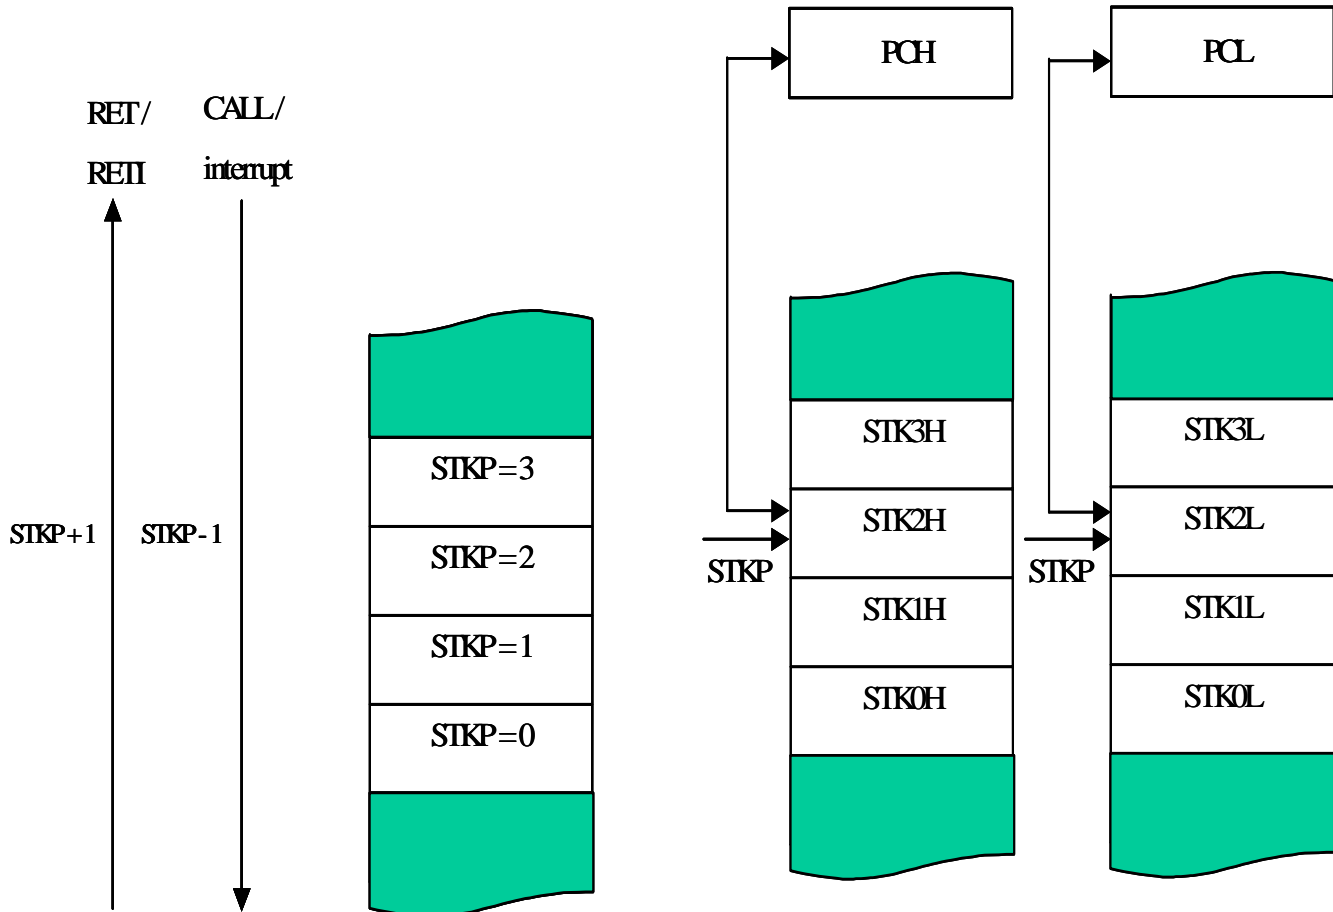 PCH
PCL
RET /
RETI
CALL /
interrupt
STKP+1
STKP-1
STKP=3
STKP=2
STKP=1
STKP=0
STKP
STK3H
STK2H
STK1H
STK0H
STKP
STK3L
STK2L
STK1L
STK0L